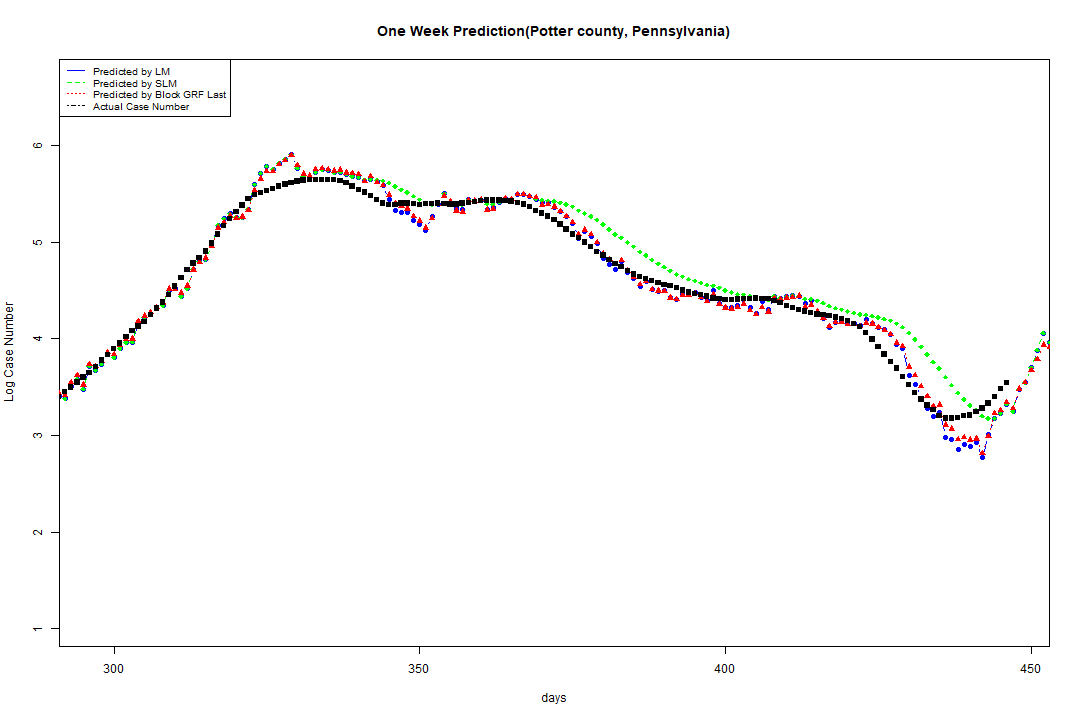 One Week Prediction(Potter county, Pennsylvania)
Predicted by LM
Predicted by SLM
Predicted by Block GRF Last
Actual Case Number
Log Case Number
6
5
4
3
2
1
300
350
400
450
days